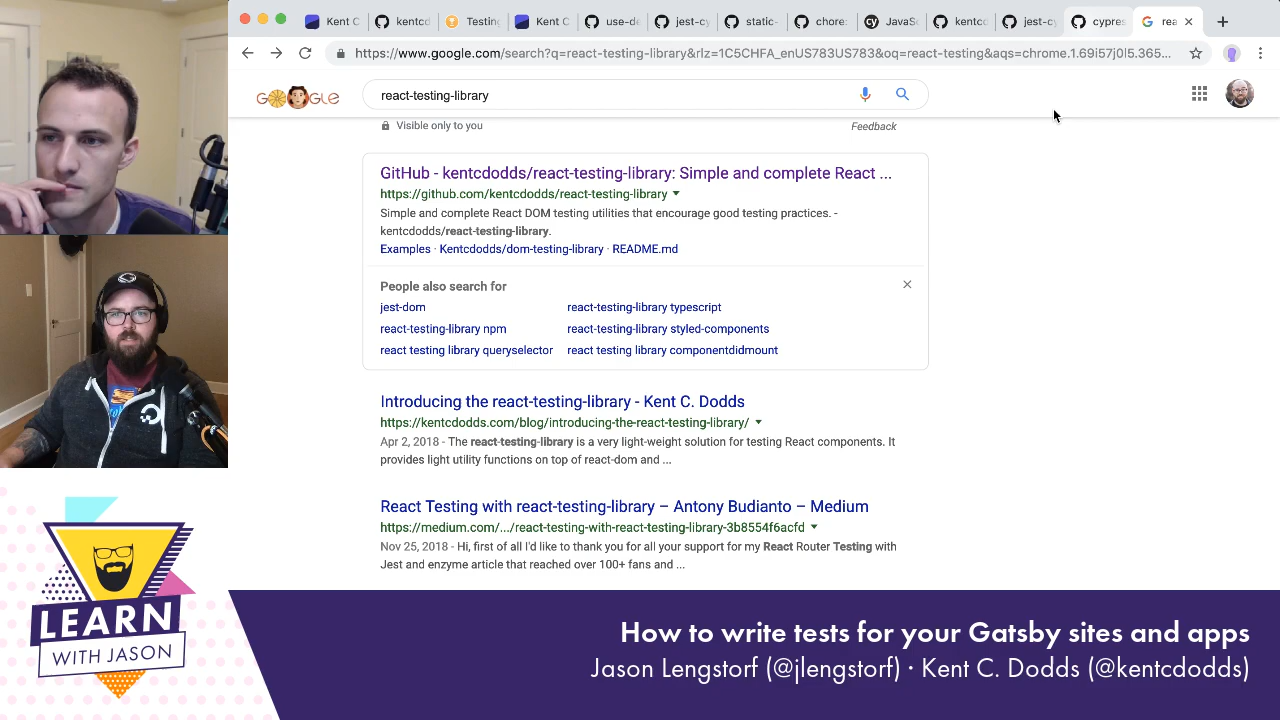 Kent C
kentcd
Testing
Kent C
use-de
jest-cy
static-
chore:
cy JavaSc
kentcd
jest-cy
cypres
rea
https://www.google.com/search?q=react-testing-library&rlz=1C5CHFA_enUS783US783&oq=react-testing&aqs=chrome.1.69i57j0l5.365...
GOOGLE
react-testing-library
Visible only to you
Feedback
GitHub - kentcdodds/react-testing-library: Simple and complete React ...
https://github.com/kentcdodds/react-testing-library
Simple and complete React DOM testing utilities that encourage good testing practices. -
kentcdodds/react-testing-library.
Examples · Kentcdodds/dom-testing-library · README.md
People also search for
jest-dom
react-testing-library typescript
react-testing-library npm
react-testing-library styled-components
react testing library queryselector
react testing library componentdidmount
Introducing the react-testing-library - Kent C. Dodds
https://kentcdodds.com/blog/introducing-the-react-testing-library/
Apr 2, 2018 - The react-testing-library is a very light-weight solution for testing React components. It
provides light utility functions on top of react-dom and ...
React Testing with react-testing-library – Antony Budianto – Medium
https://medium.com/.../react-testing-with-react-testing-library-3b8554f6acfd
Nov 25, 2018 - Hi, first of all I'd like to thank you for all your support for my React Router Testing with
Jest and enzyme article that reached over 100+ fans and ...
LEARN
WITH JASON
How to write tests for your Gatsby sites and apps
Jason Lengstorf (@jlengstorf) · Kent C. Dodds (@kentcdodds)